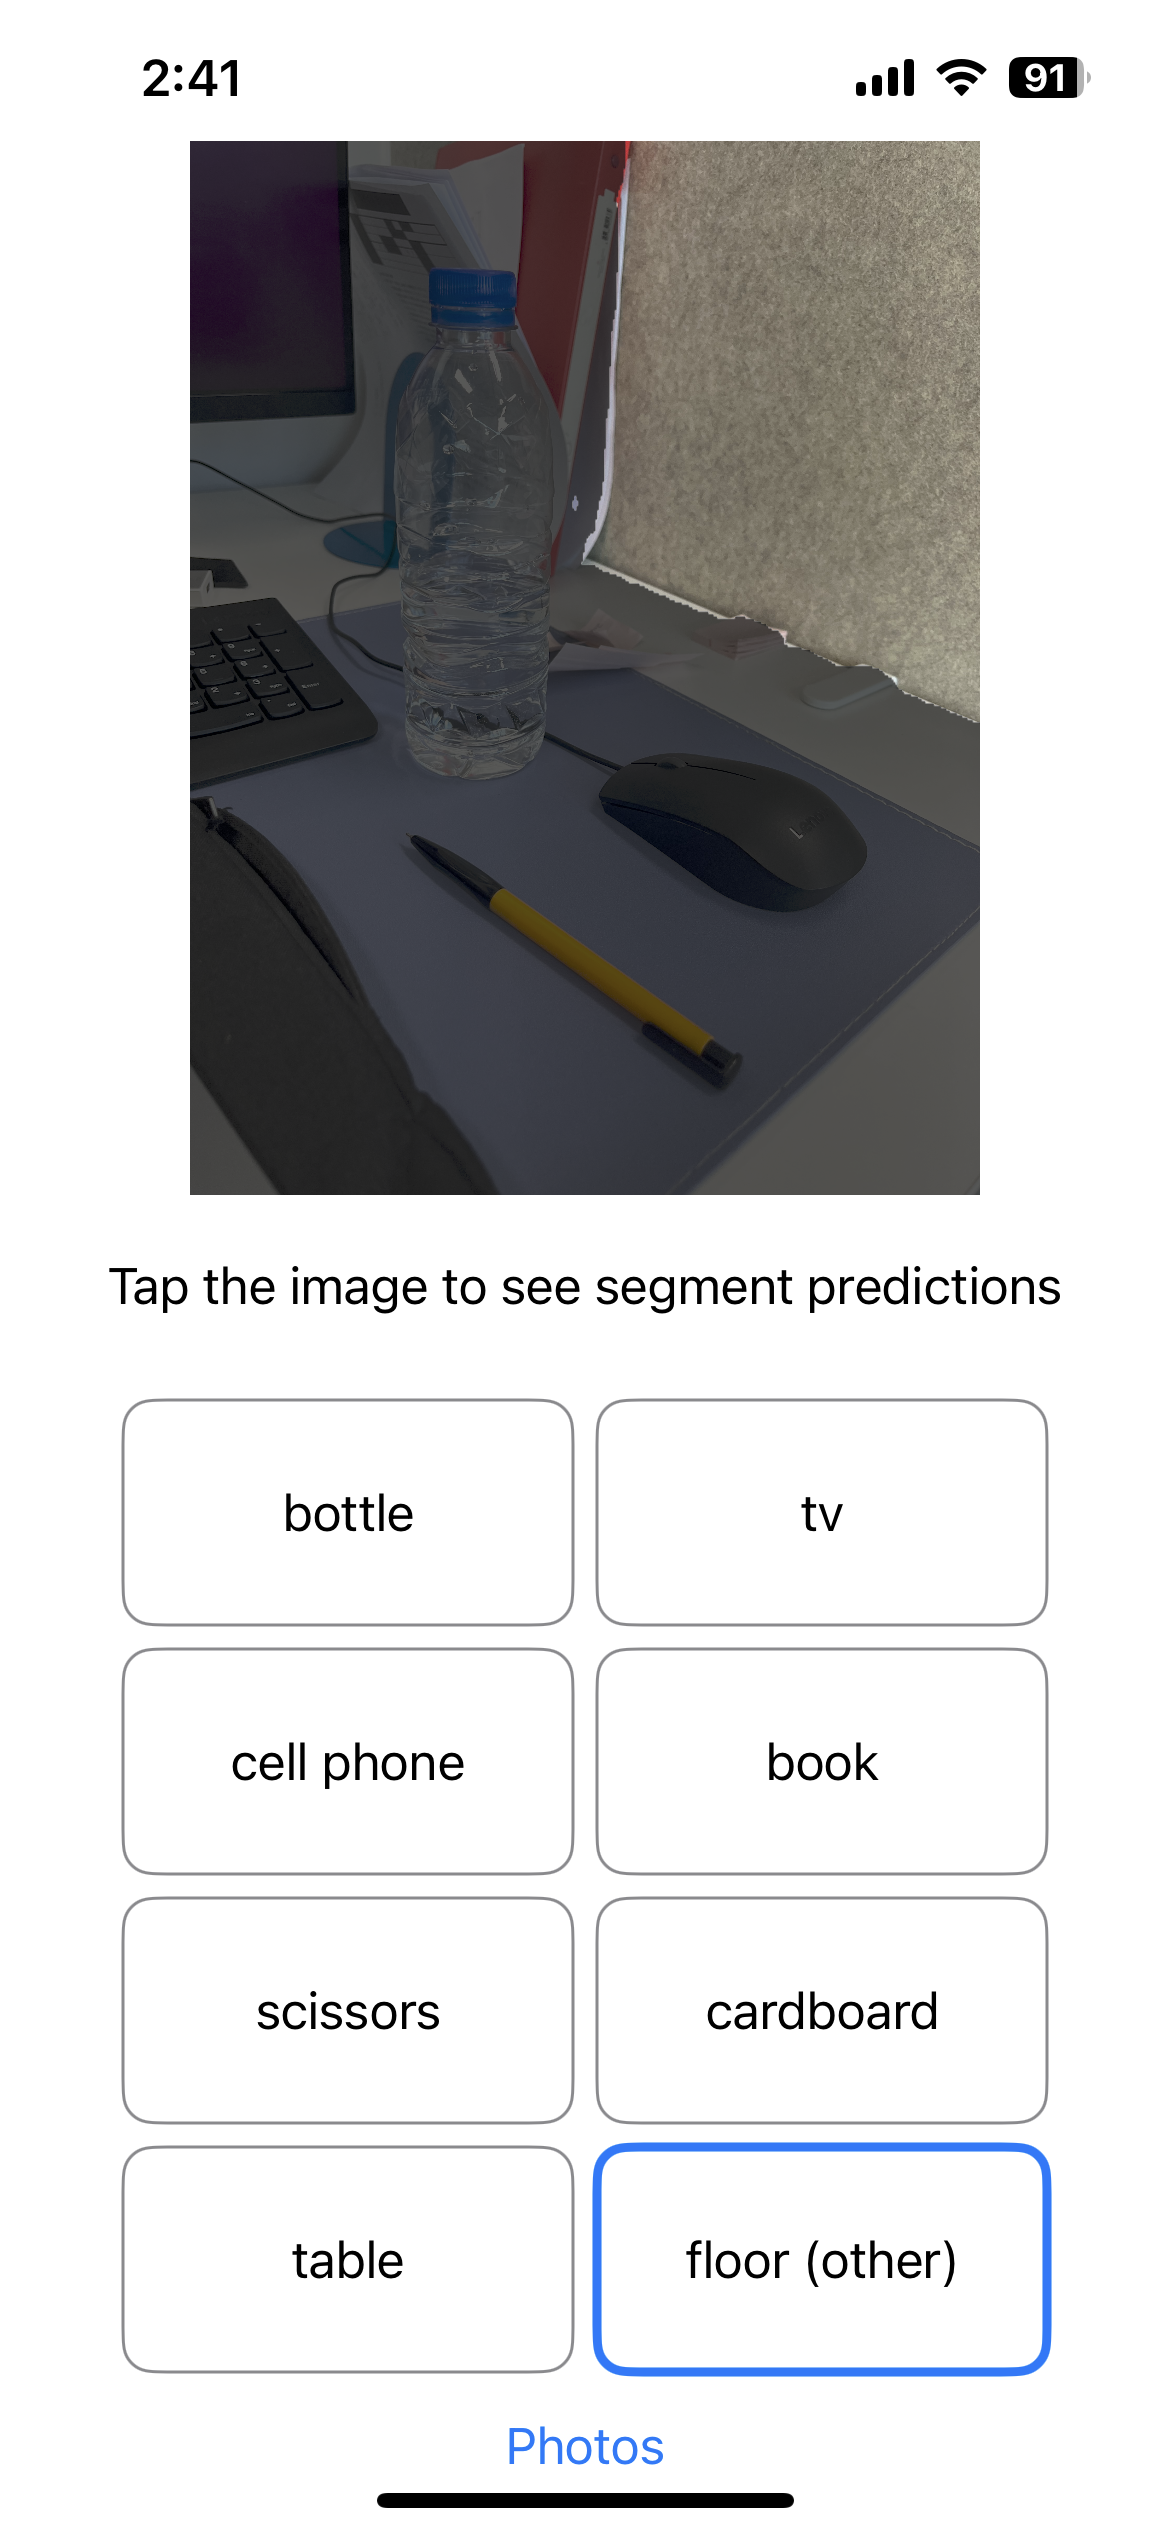 2:41
91
Tap the image to see segment predictions
bottle
tv
cell phone
book
scissors
cardboard
table
floor (other)
Photos